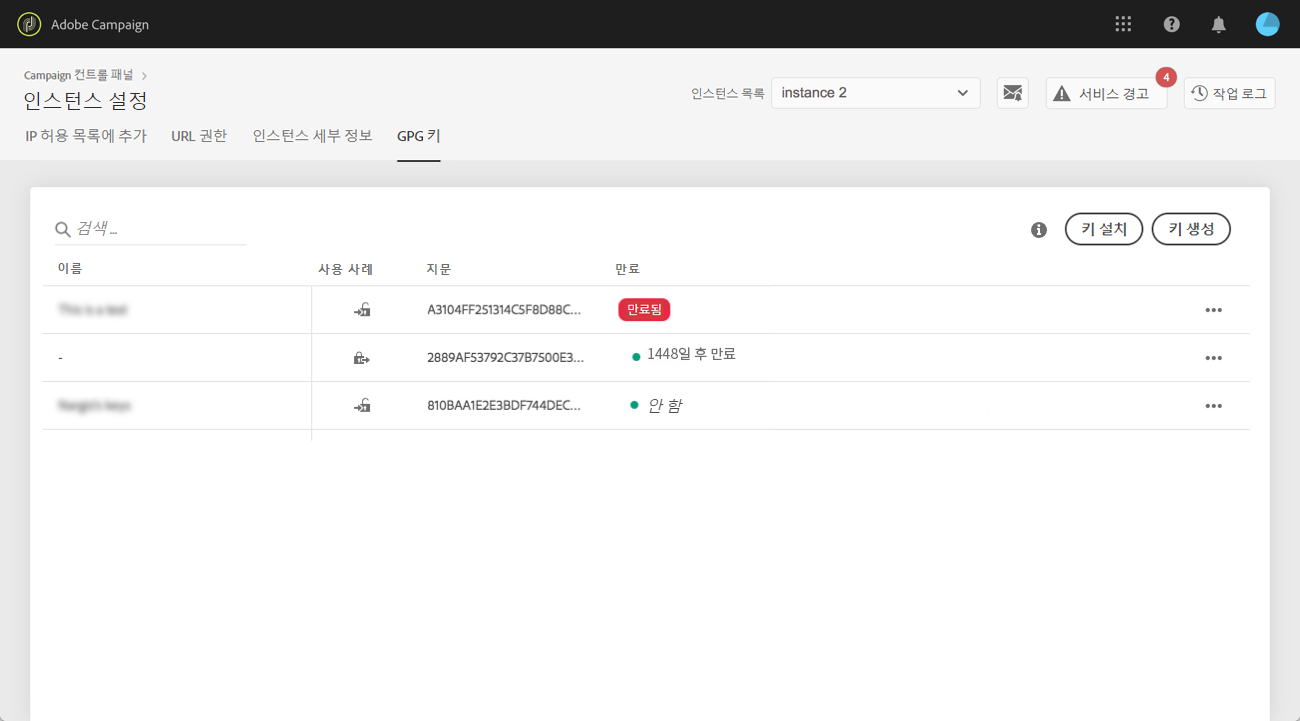 Adobe Campaign
Campaign 컨트롤 패널
인스턴스 설정
인스턴스 목록
instance 2
서비스 경고
4
작업 로그
IP 허용 목록에 추가
URL 권한
인스턴스 세부 정보
GPG 키
검색...
키 설치
키 생성
이름
사용 사례
지문
만료
A3104FF251314C5F8D88C...
만료됨
-
2889AF53792C37B7500E3...
1448일 후 만료
810BAA1E2E3BDF744DEC...
안 함